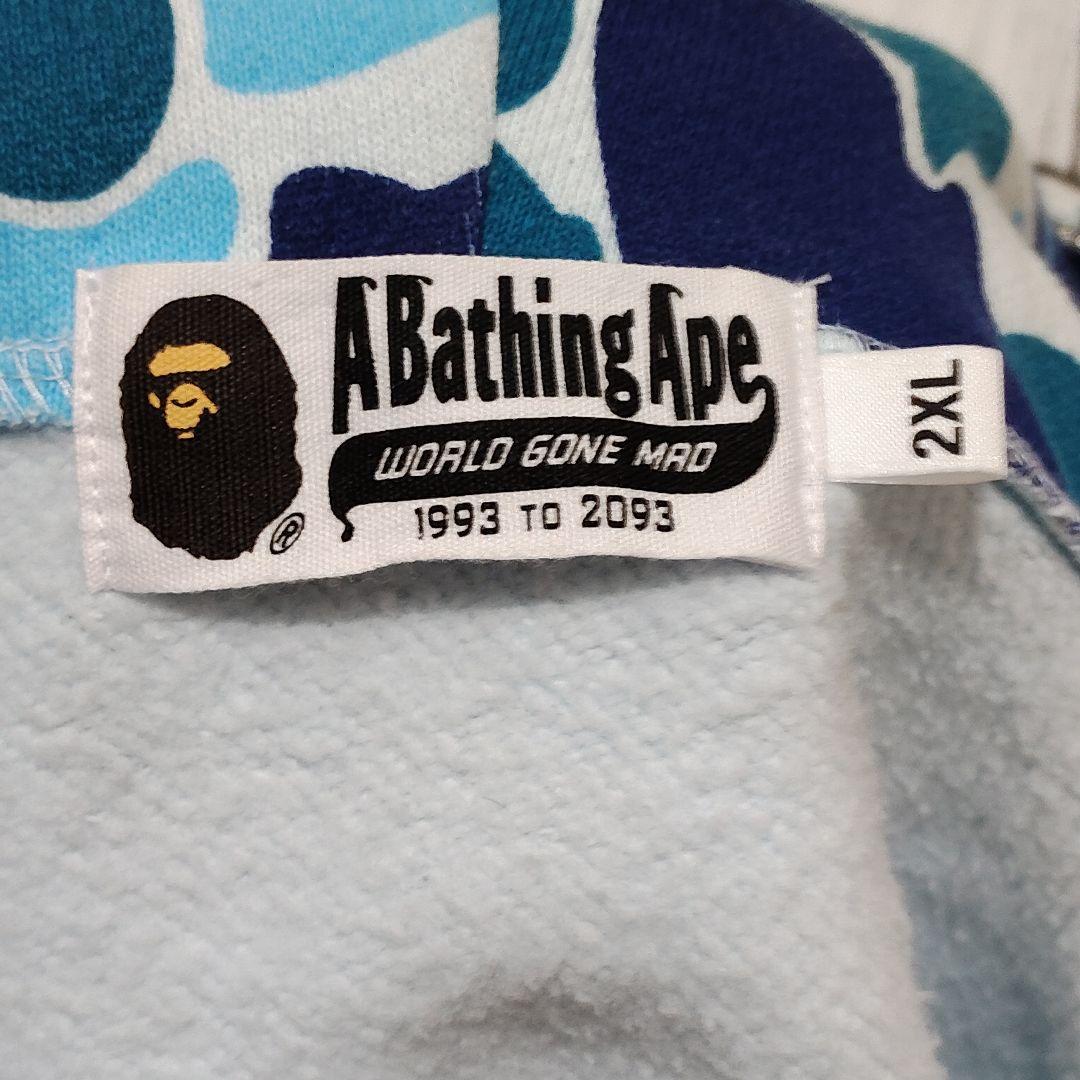 A Bathing Ape
WORLD GONE MAD
1993 TO 2093
®
2XL